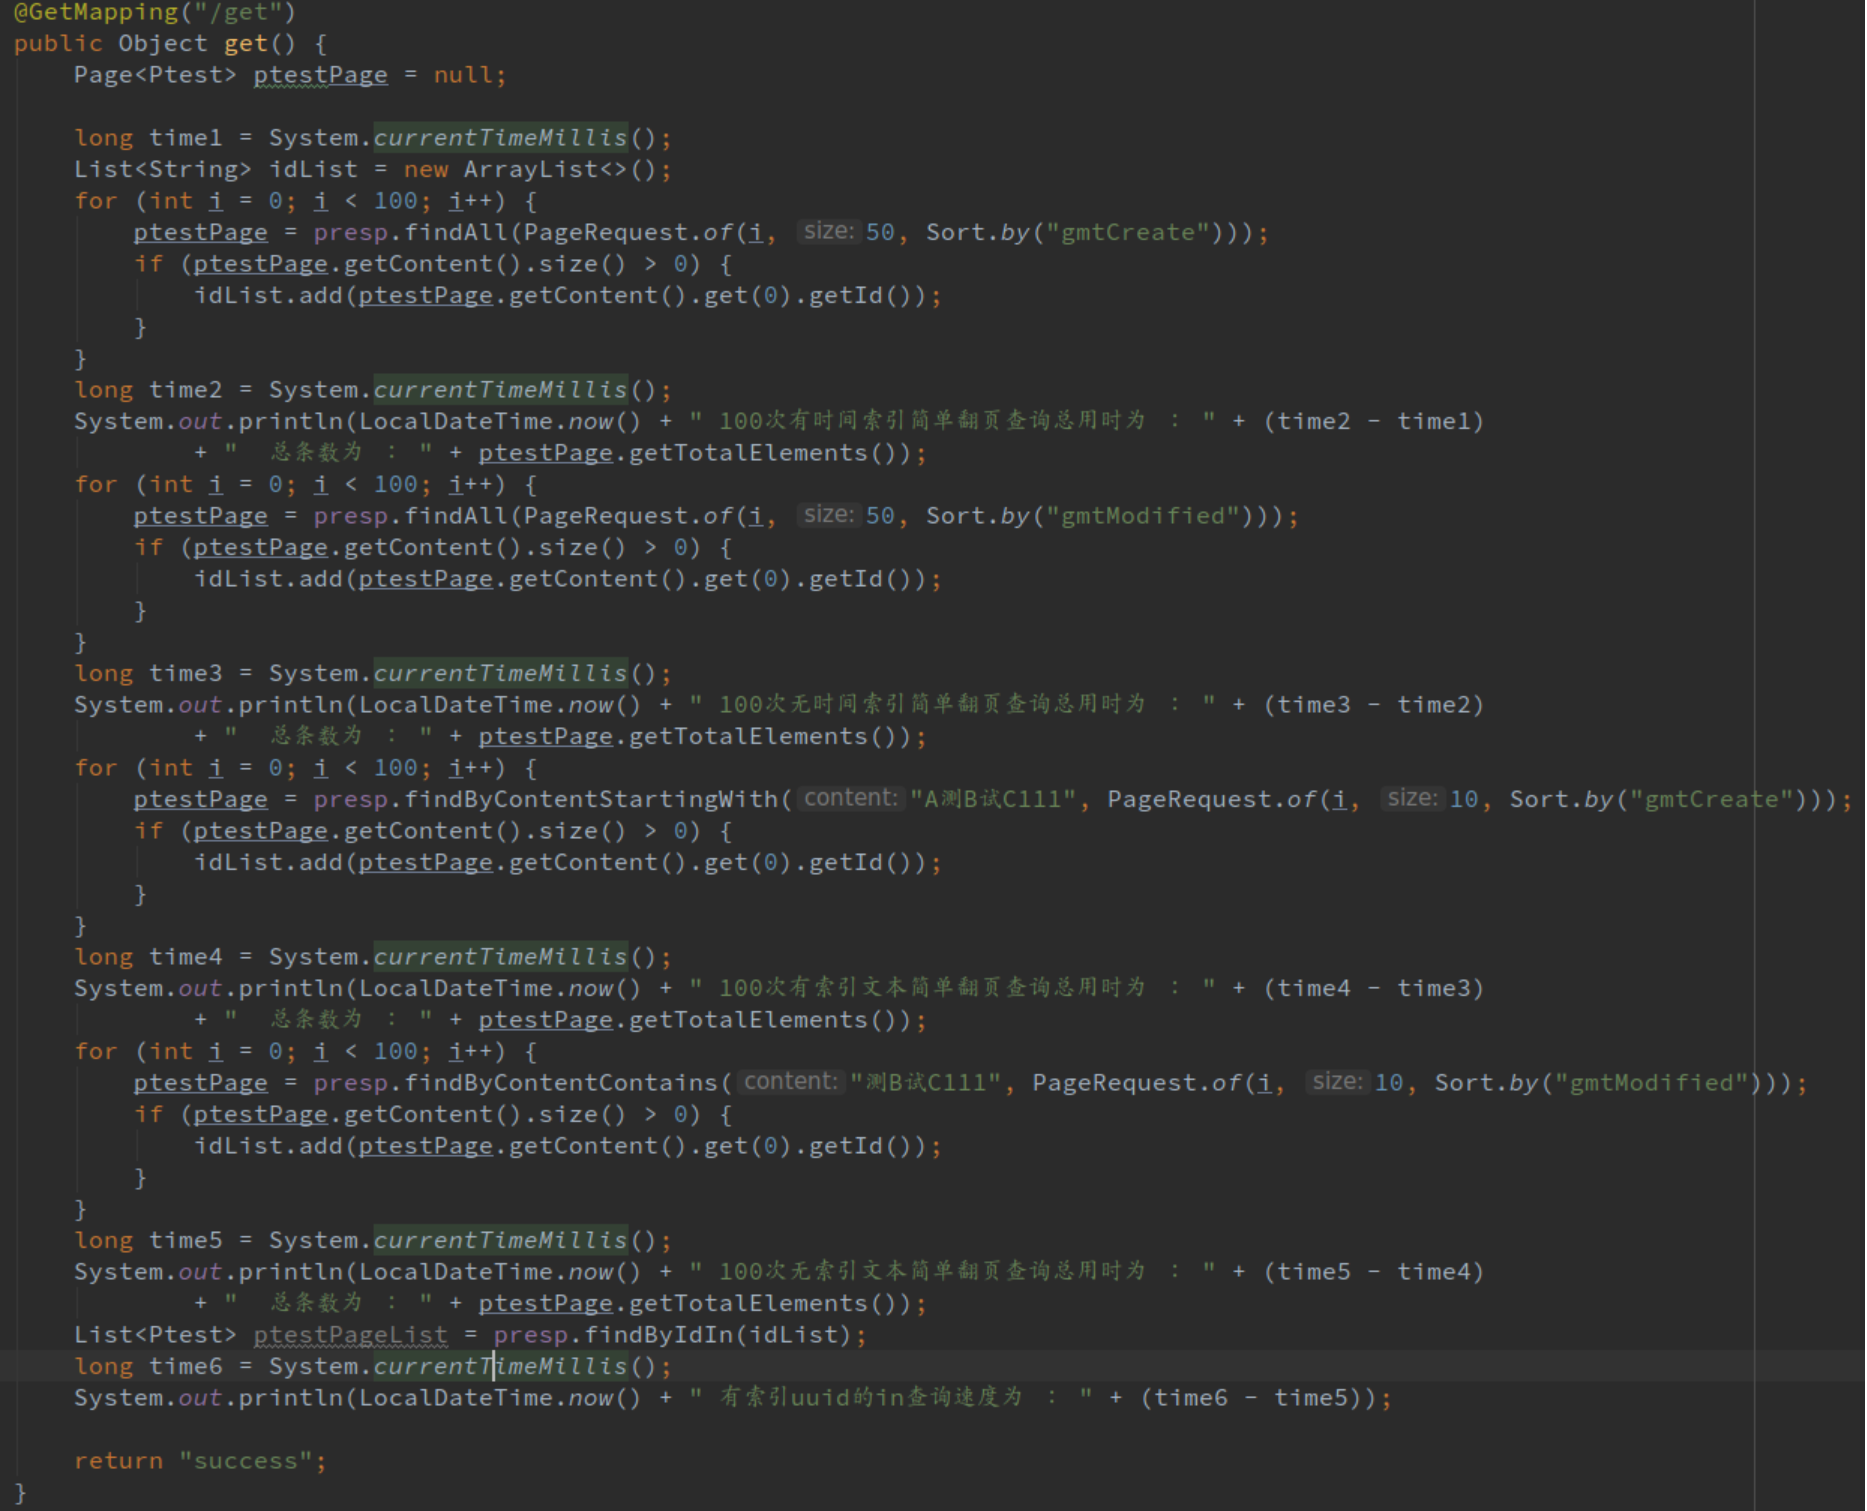 @GetMapping("/get")
public Object get() {
    Page<Ptest> ptestPage = null;

    long time1 = System.currentTimeMillis();
    List<String> idList = new ArrayList<>();
    for (int i = 0; i < 100; i++) {
        ptestPage = presp.findAll(PageRequest.of(i, size: 50, Sort.by("gmtCreate")));
        if (ptestPage.getContent().size() > 0) {
            idList.add(ptestPage.getContent().get(0).getId());
        }
    }
    long time2 = System.currentTimeMillis();
    System.out.println(LocalDateTime.now() + " 100次有时间索引简单翻页查询总用时为 : " + (time2 - time1)
            + "  总条数为 : " + ptestPage.getTotalElements());
    for (int i = 0; i < 100; i++) {
        ptestPage = presp.findAll(PageRequest.of(i, size: 50, Sort.by("gmtModified")));
        if (ptestPage.getContent().size() > 0) {
            idList.add(ptestPage.getContent().get(0).getId());
        }
    }
    long time3 = System.currentTimeMillis();
    System.out.println(LocalDateTime.now() + " 100次无时间索引简单翻页查询总用时为 : " + (time3 - time2)
            + "  总条数为 : " + ptestPage.getTotalElements());
    for (int i = 0; i < 100; i++) {
        ptestPage = presp.findByContentStartingWith( content: "A测B试C111", PageRequest.of(i, size: 10, Sort.by("gmtCreate")));
        if (ptestPage.getContent().size() > 0) {
            idList.add(ptestPage.getContent().get(0).getId());
        }
    }
    long time4 = System.currentTimeMillis();
    System.out.println(LocalDateTime.now() + " 100次有索引文本简单翻页查询总用时为 : " + (time4 - time3)
            + "  总条数为 : " + ptestPage.getTotalElements());
    for (int i = 0; i < 100; i++) {
        ptestPage = presp.findByContentContains( content: "测B试C111", PageRequest.of(i, size: 10, Sort.by("gmtModified")));
        if (ptestPage.getContent().size() > 0) {
            idList.add(ptestPage.getContent().get(0).getId());
        }
    }
    long time5 = System.currentTimeMillis();
    System.out.println(LocalDateTime.now() + " 100次无索引文本简单翻页查询总用时为 : " + (time5 - time4)
            + "  总条数为 : " + ptestPage.getTotalElements());
    List<Ptest> ptestPageList = presp.findByIdIn(idList);
    long time6 = System.currentTimeMillis();
    System.out.println(LocalDateTime.now() + " 有索引uuid的in查询速度为 : " + (time6 - time5));

    return "success";
}